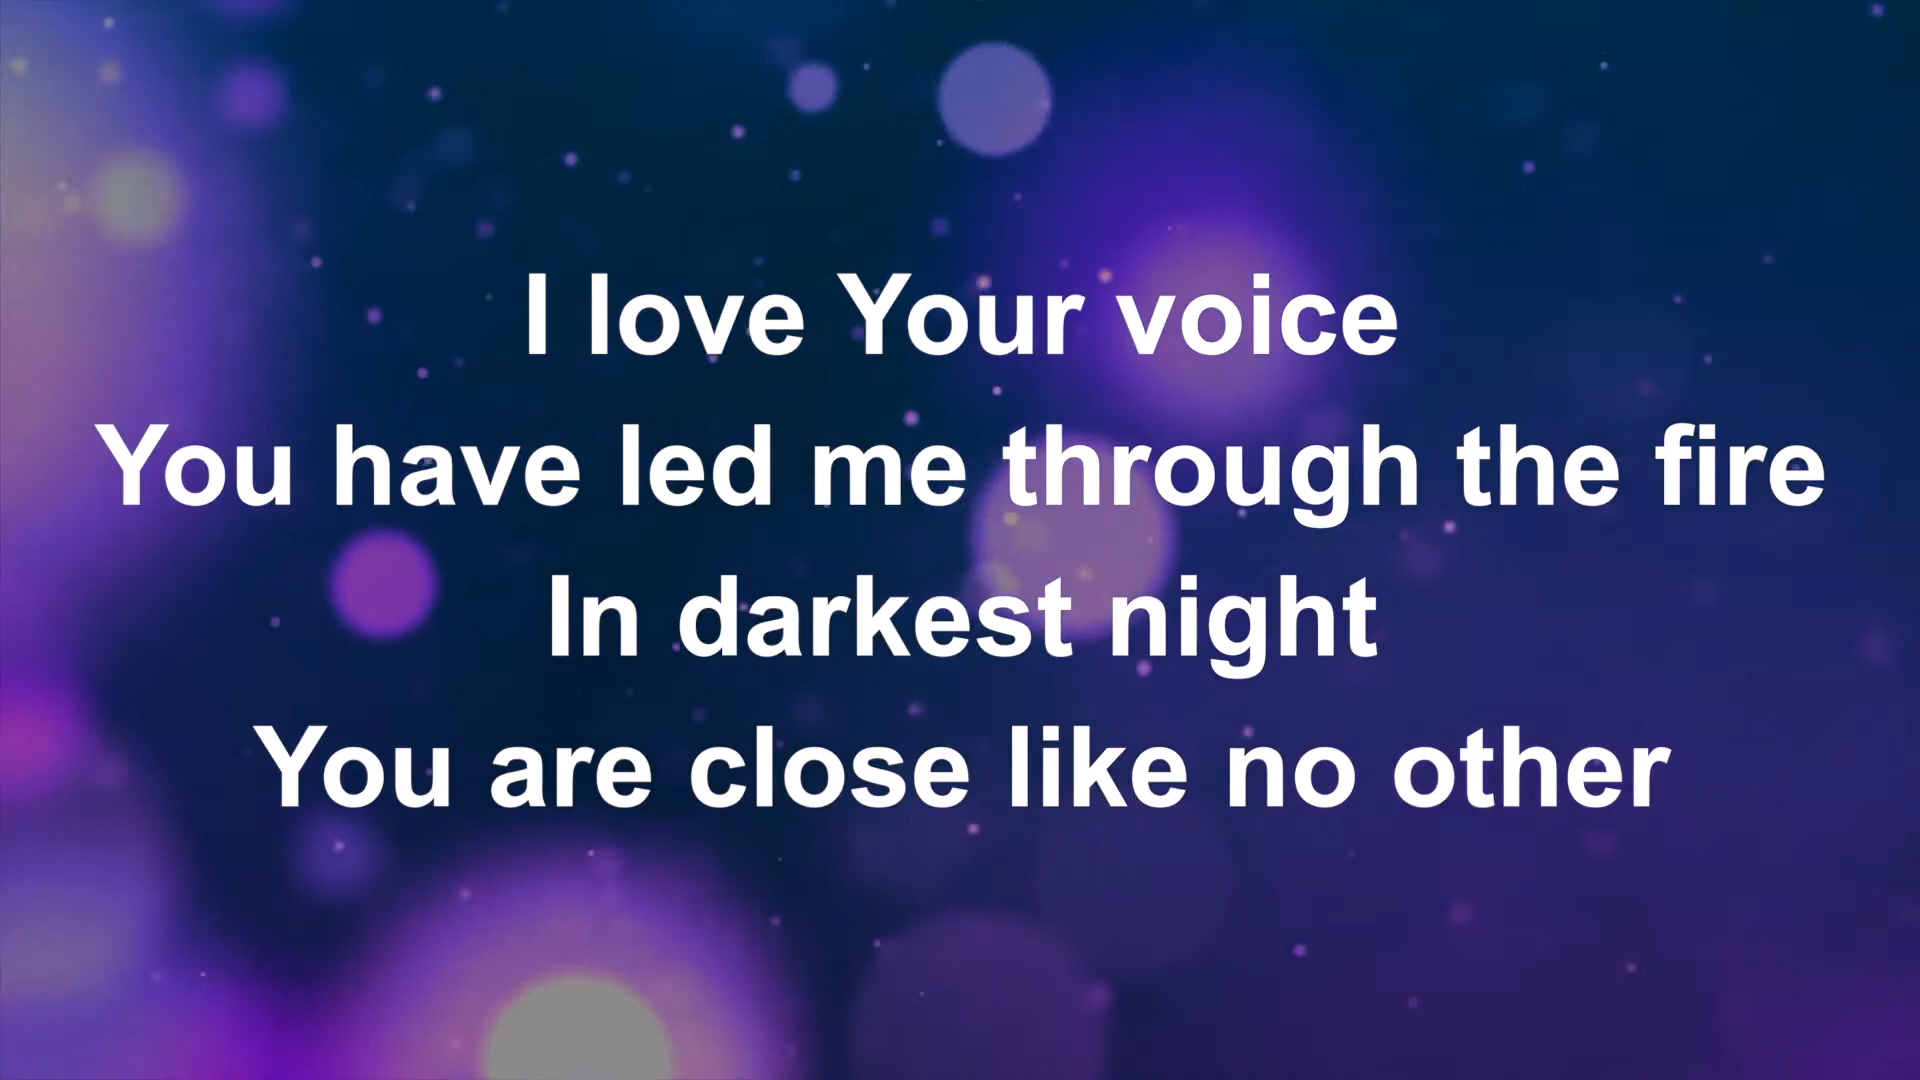 I love Your voice
You have led me through the fire
In darkest night
You are close like no other